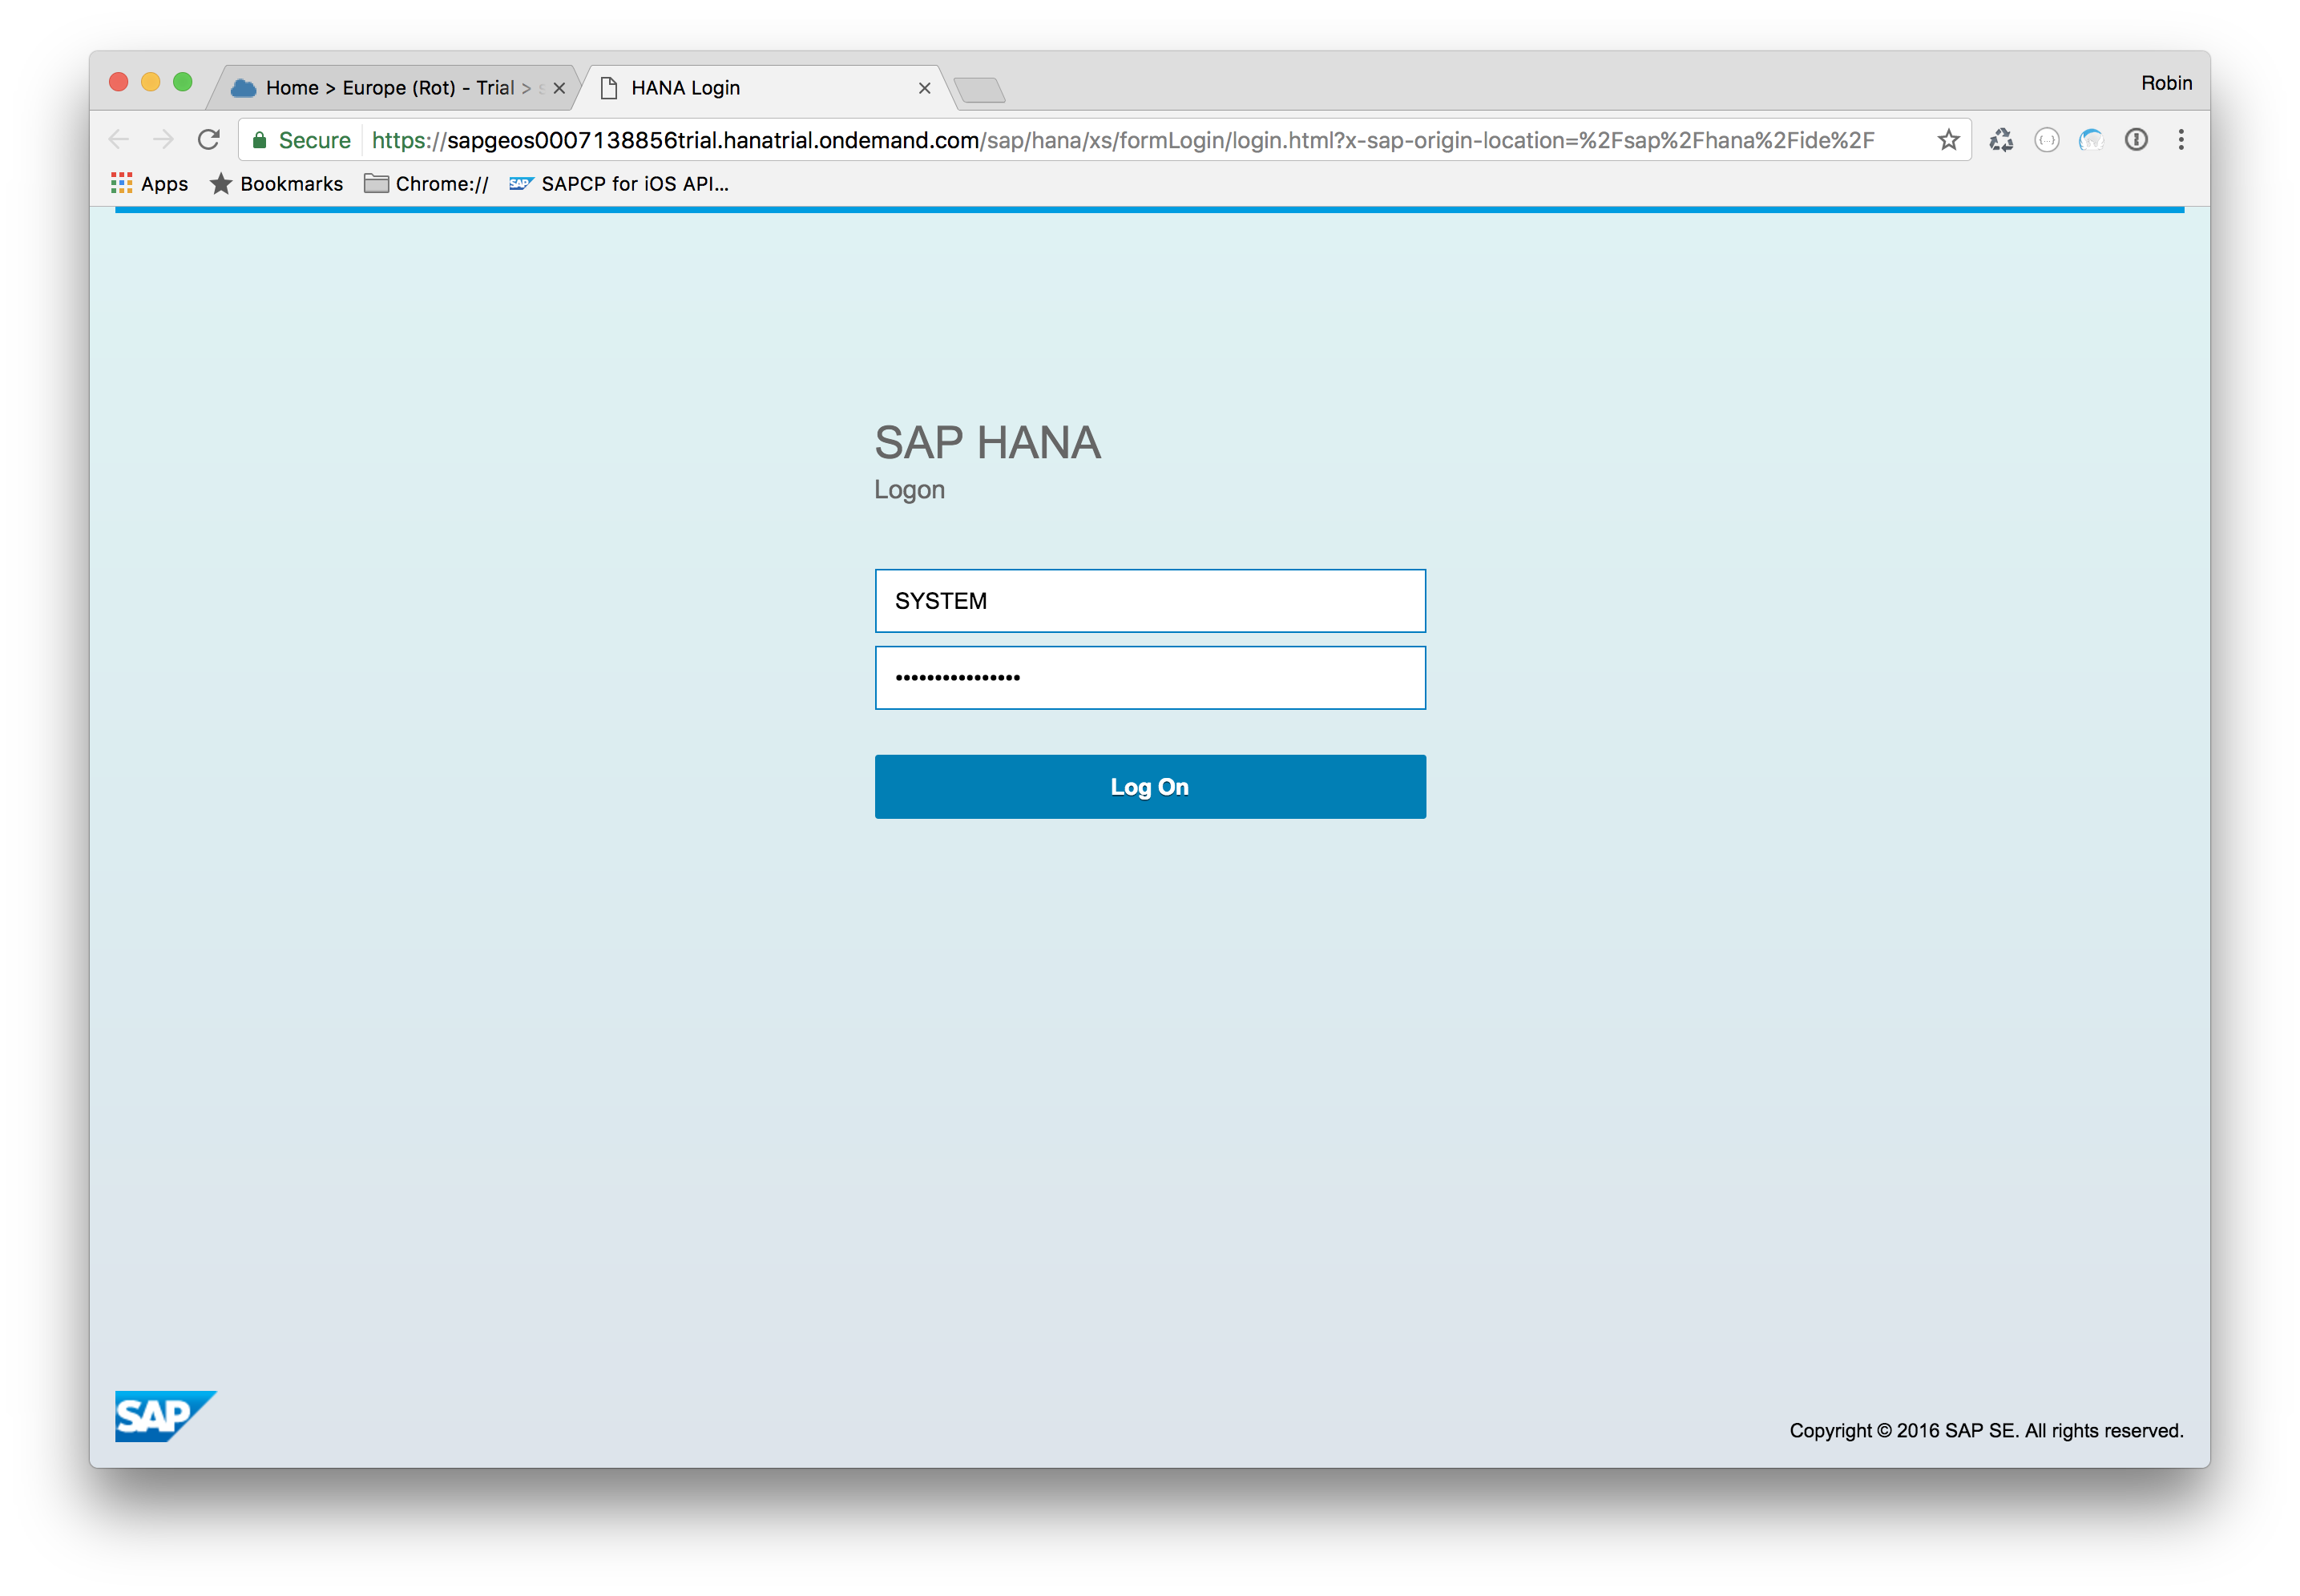 Home > Europe (Rot) - Trial >
HANA Login
Robin
Secure
https://sapgeos0007138856trial.hanatrial.ondemand.com/sap/hana/xs/formLogin/login.html?x-sap-origin-location=%2Fsap%2Fhana%2Fide%2F
Apps
Bookmarks
Chrome://
SAP
SAPCP for iOS API...
SAP HANA
Logon
SYSTEM
••••••••••••••••
Log On
SAP
Copyright © 2016 SAP SE. All rights reserved.